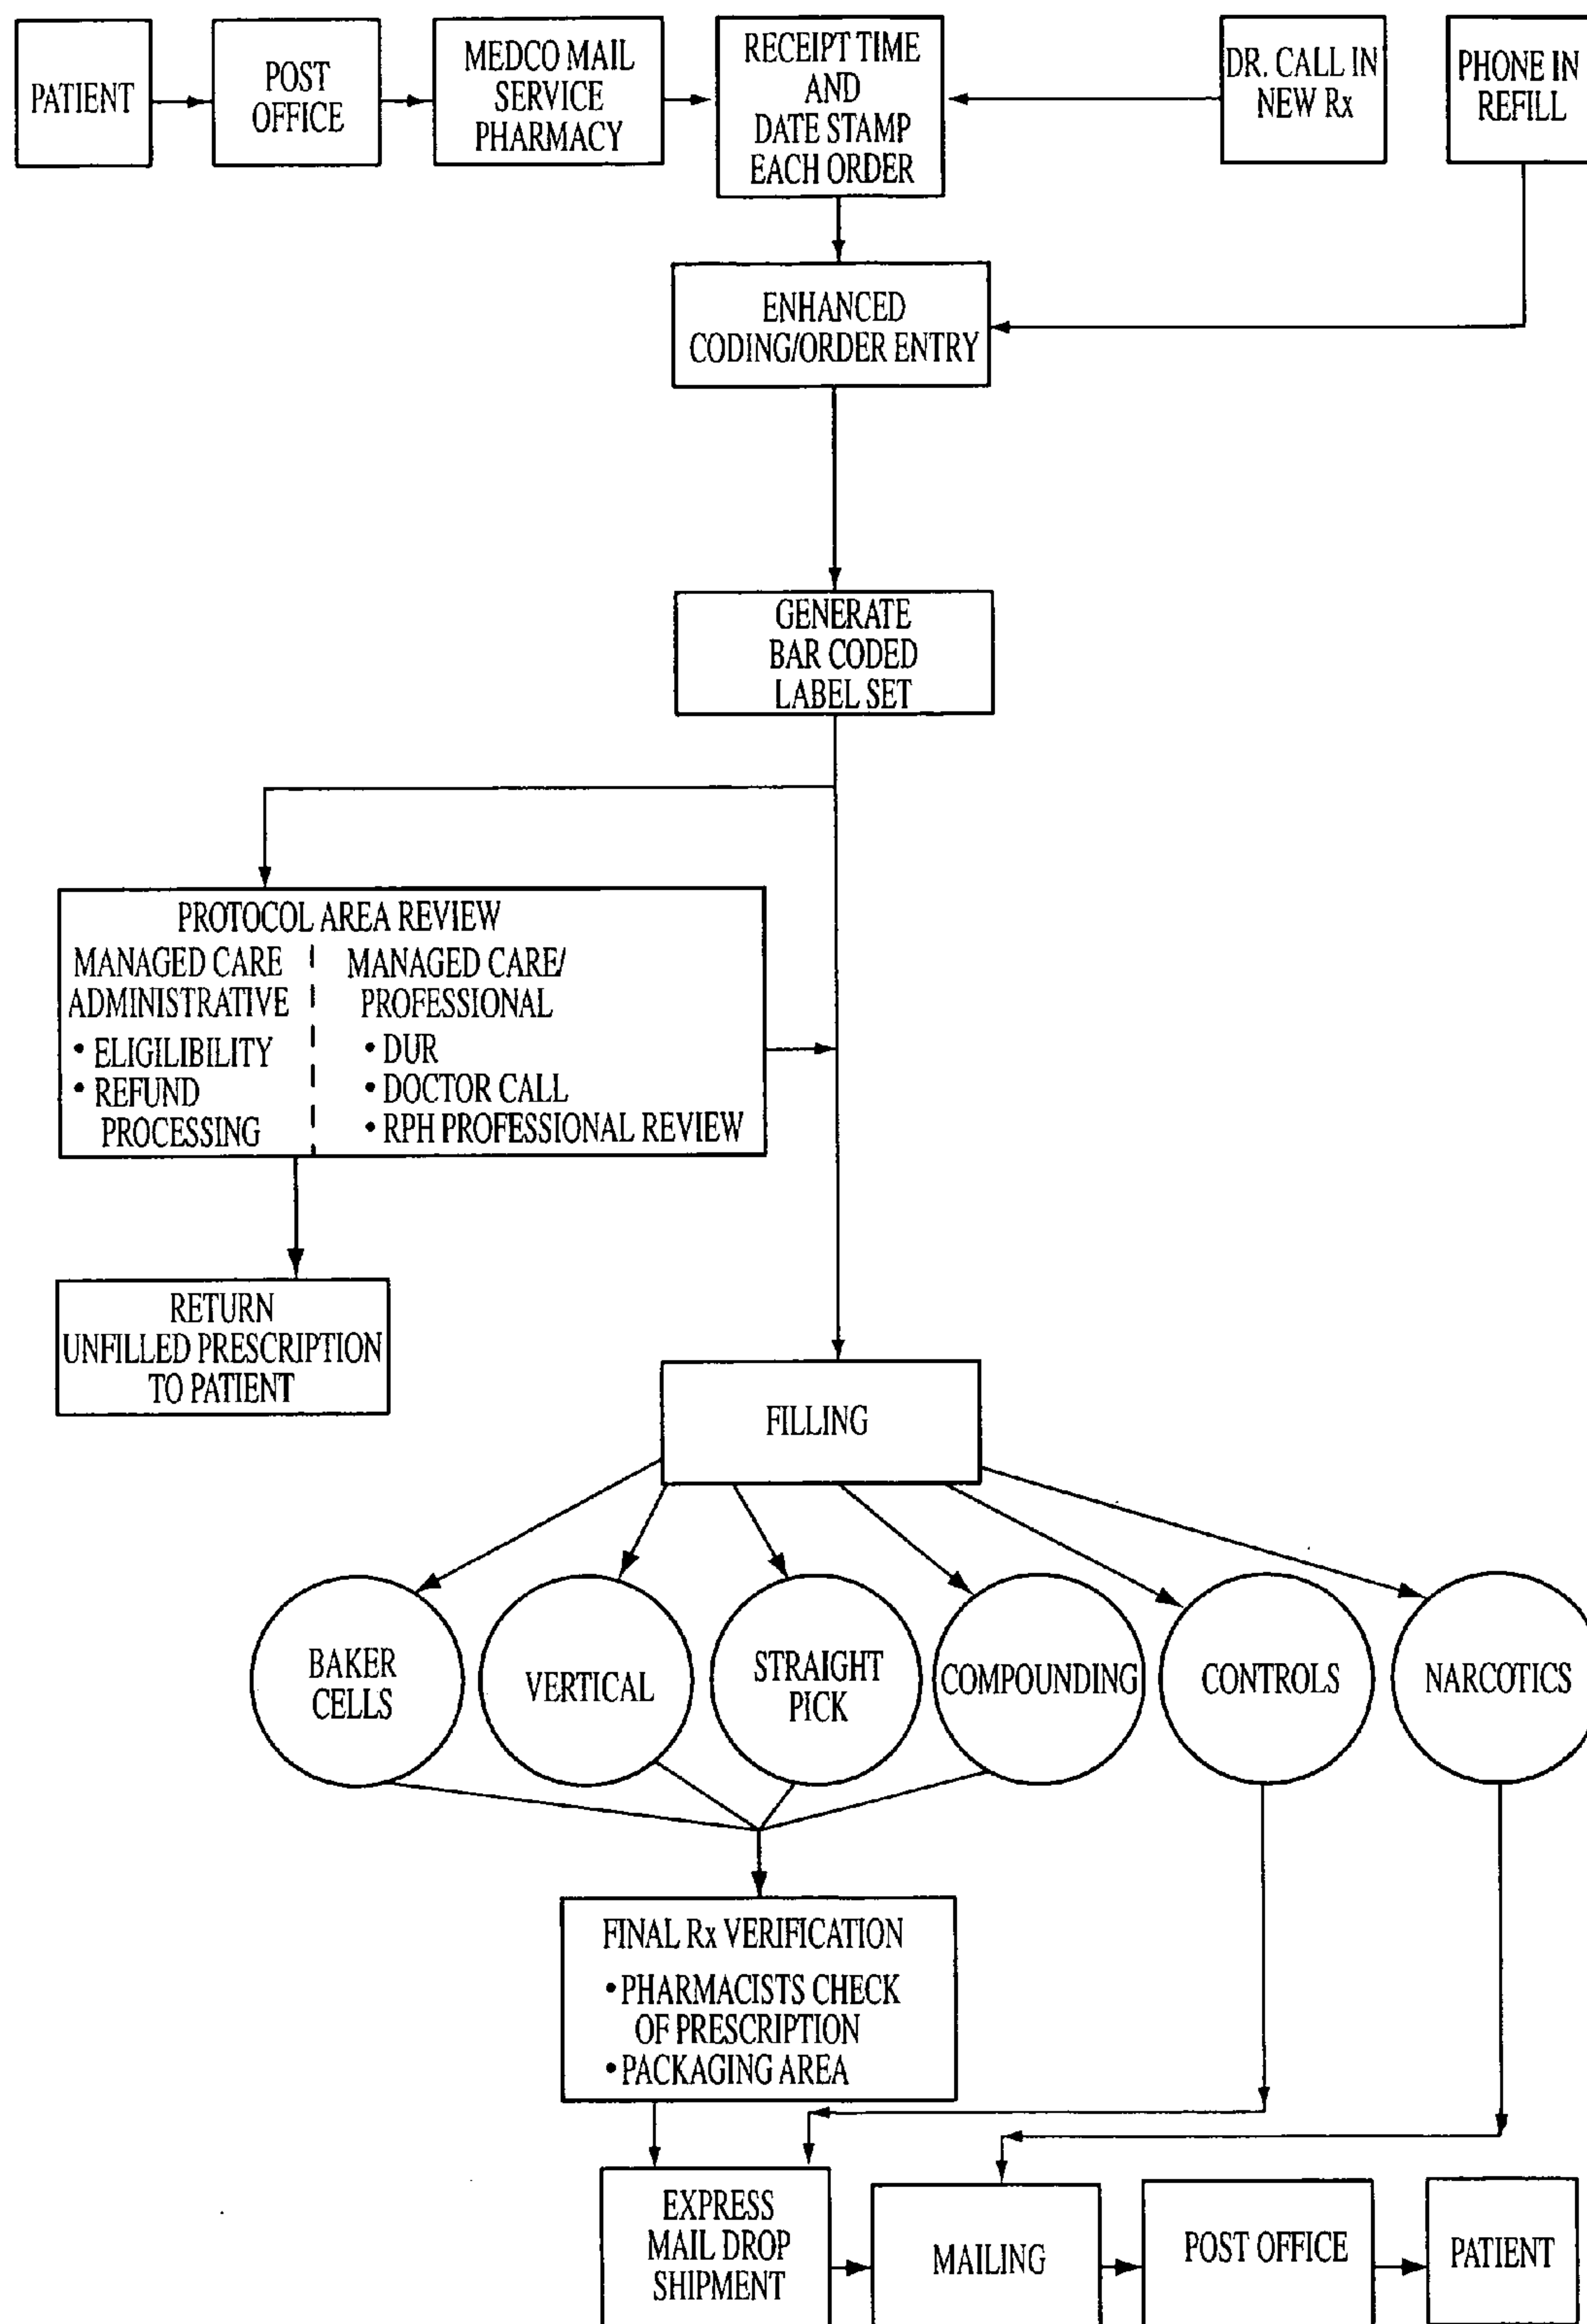 PATIENT
POST
OFFICE
MEDCO MAIL
SERVICE
PHARMACY
RECEIPT TIME
AND
DATE STAMP
EACH ORDER
DR. CALL IN
NEW Rx
PHONE IN
REFILL
ENHANCED
CODING/ORDER ENTRY
GENERATE
BAR CODED
LABEL SET
PROTOCOL AREA REVIEW
MANAGED CARE
ADMINISTRATIVE
• ELIGILIBILITY
• REFUND
PROCESSING
MANAGED CARE/
PROFESSIONAL
• DUR
• DOCTOR CALL
• RPH PROFESSIONAL REVIEW
RETURN
UNFILLED PRESCRIPTION
TO PATIENT
FILLING
BAKER
CELLS
VERTICAL
STRAIGHT
PICK
COMPOUNDING
CONTROLS
NARCOTICS
FINAL Rx VERIFICATION
• PHARMACISTS CHECK
OF PRESCRIPTION
• PACKAGING AREA
EXPRESS
MAIL DROP
SHIPMENT
MAILING
POST OFFICE
PATIENT